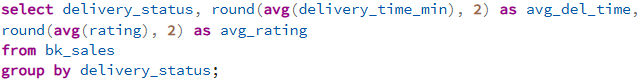 select delivery_status, round(avg(delivery_time_min), 2) as avg_del_time,
round(avg(rating), 2) as avg_rating
from bk_sales
group by delivery_status;